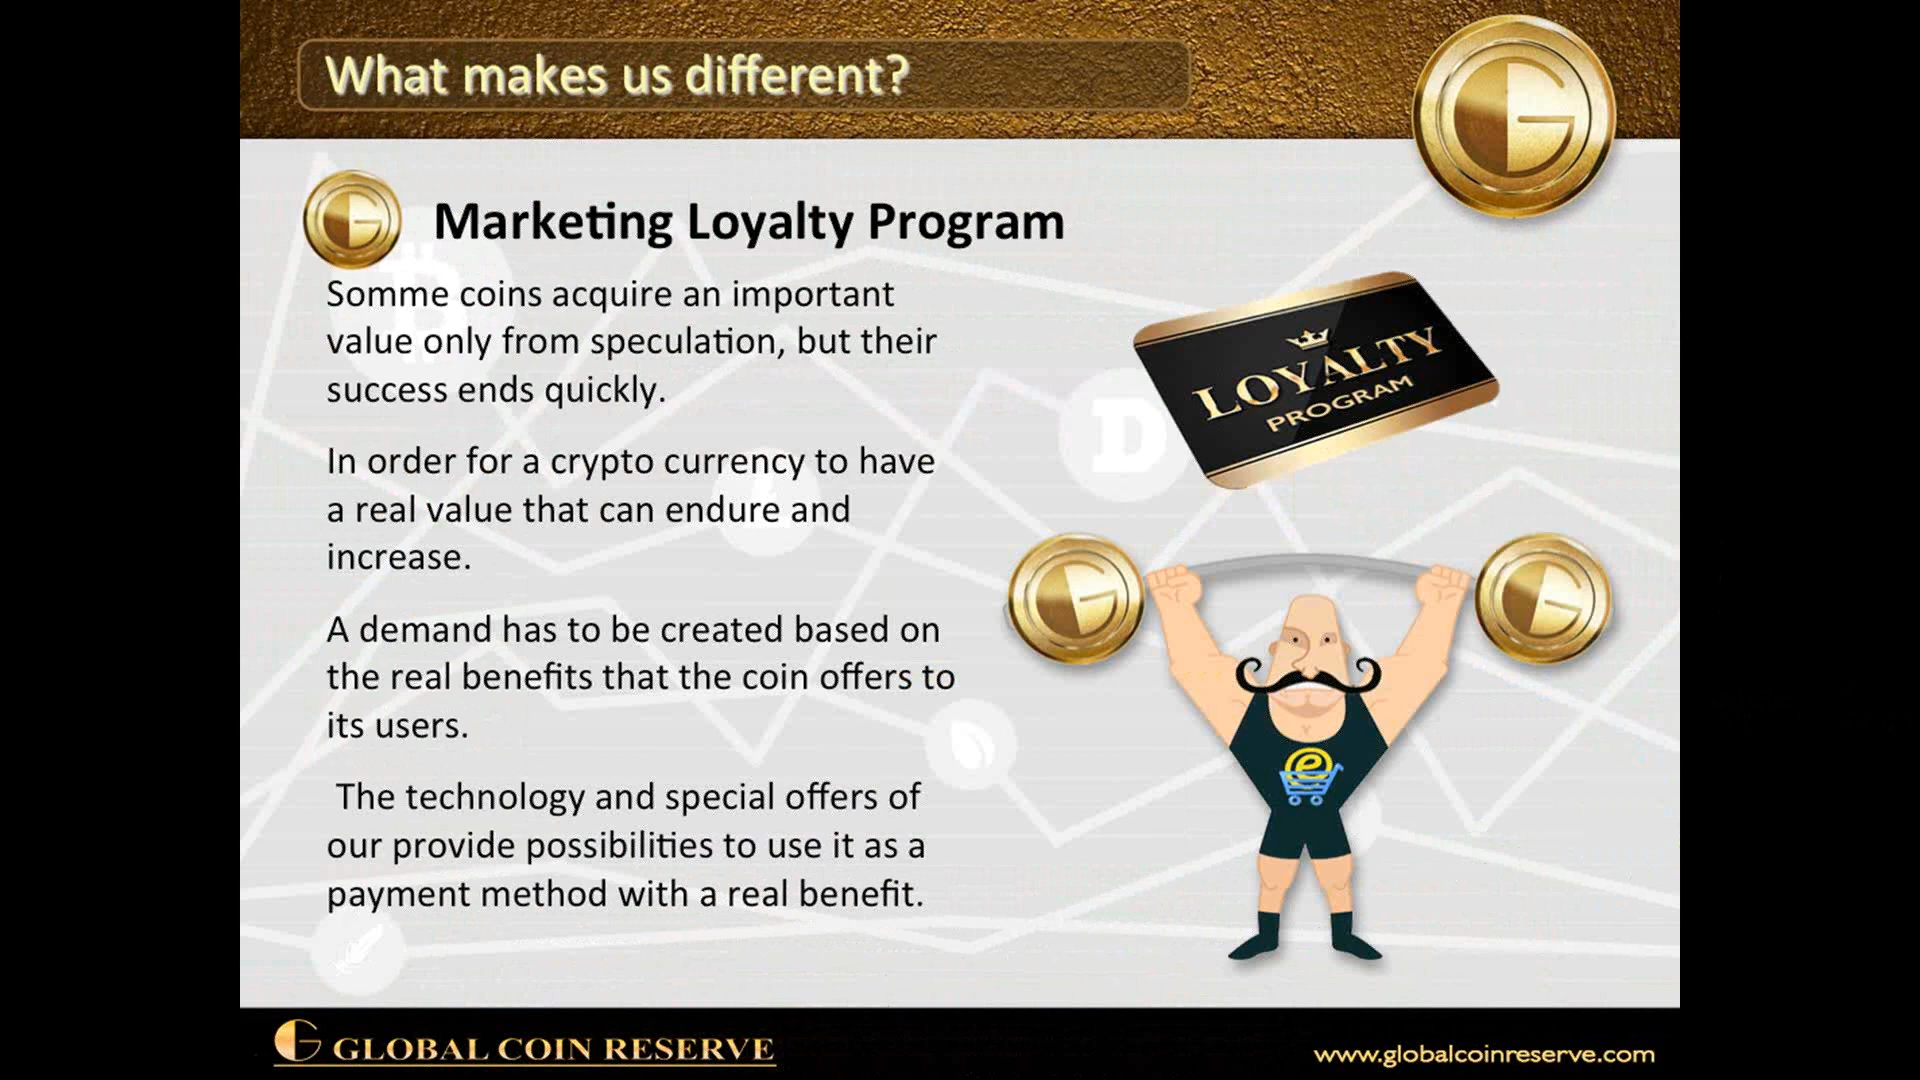 What makes us different?
Marketing Loyalty Program
Somme coins acquire an important
value only from speculation, but their
success ends quickly.
In order for a crypto currency to have
a real value that can endure and
increase.
A demand has to be created based on
the real benefits that the coin offers to
its users.
The technology and special offers of
our provide possibilities to use it as a
payment method with a real benefit.
LOYALTY
PROGRAM
e
GLOBAL COIN RESERVE
www.globalcoinreserve.com